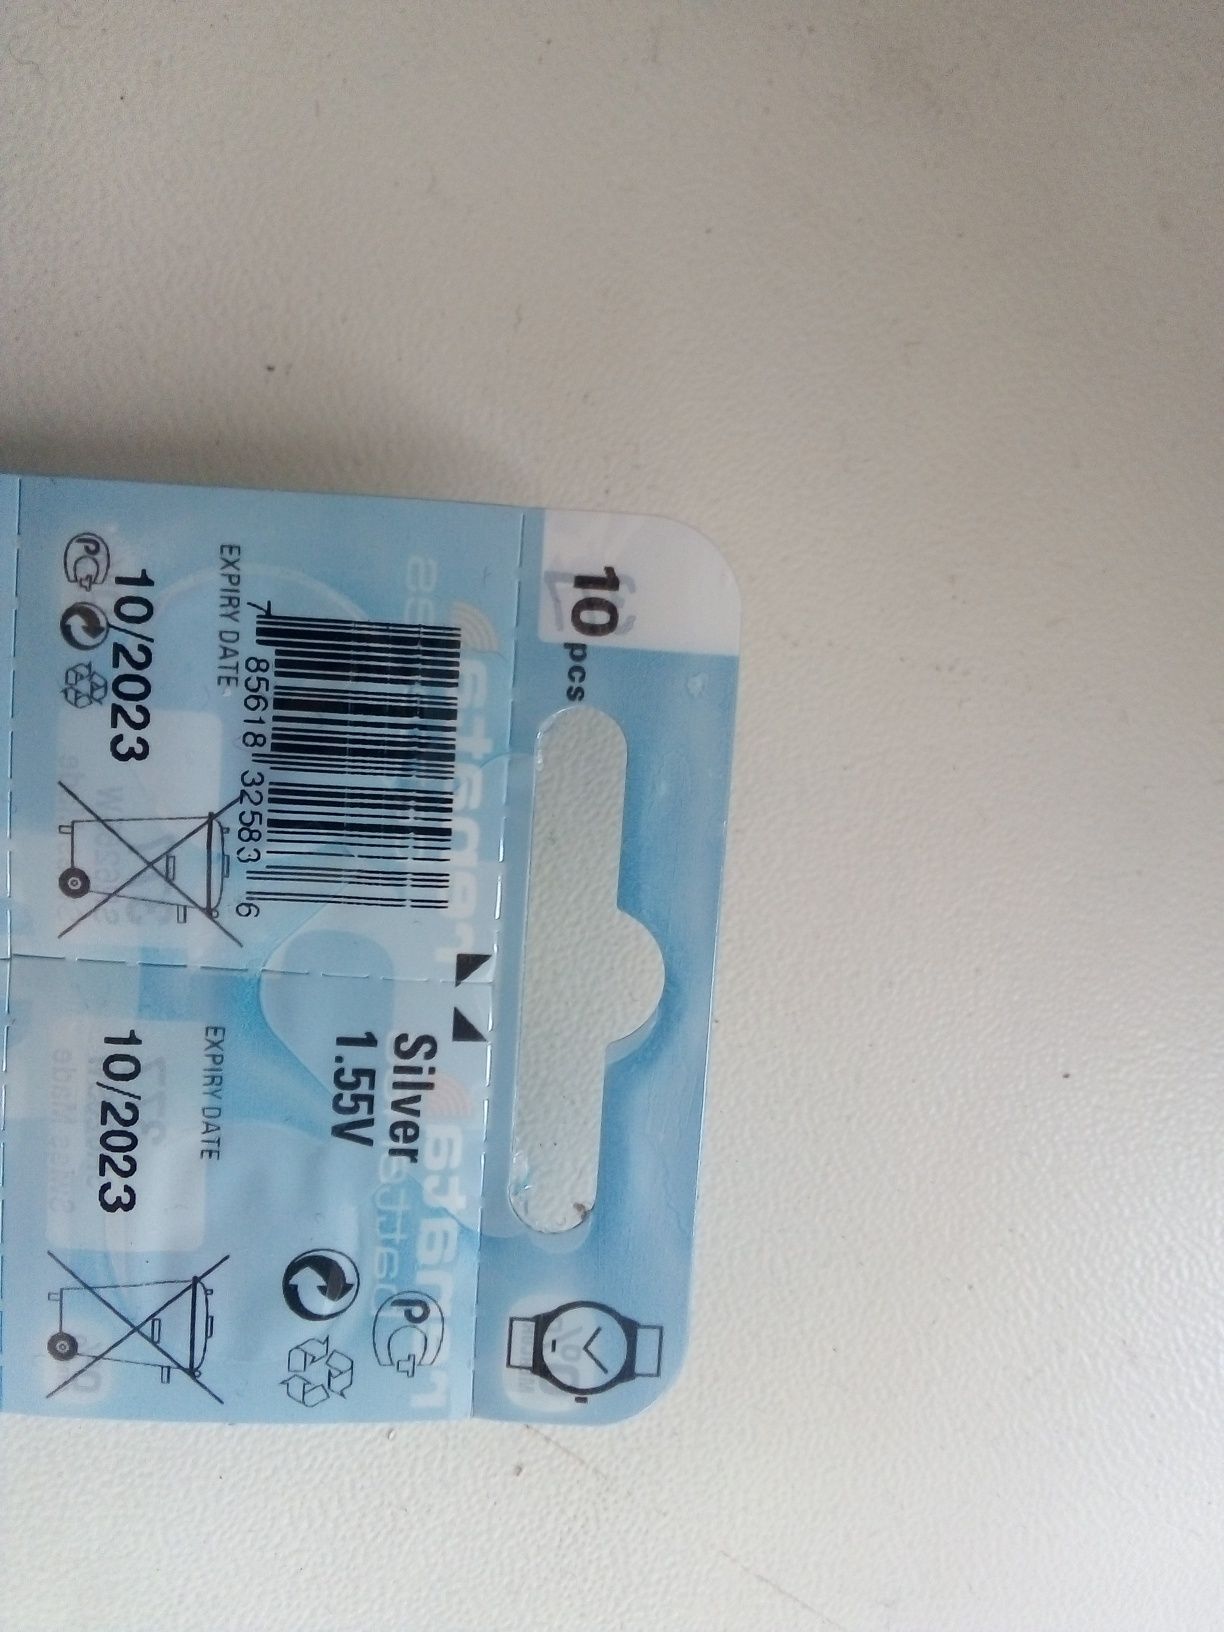 10 pcs
7 85618 32583 6
EXPIRY DATE
10/2023
Silver
1.55V
EXPIRY DATE
10/2023